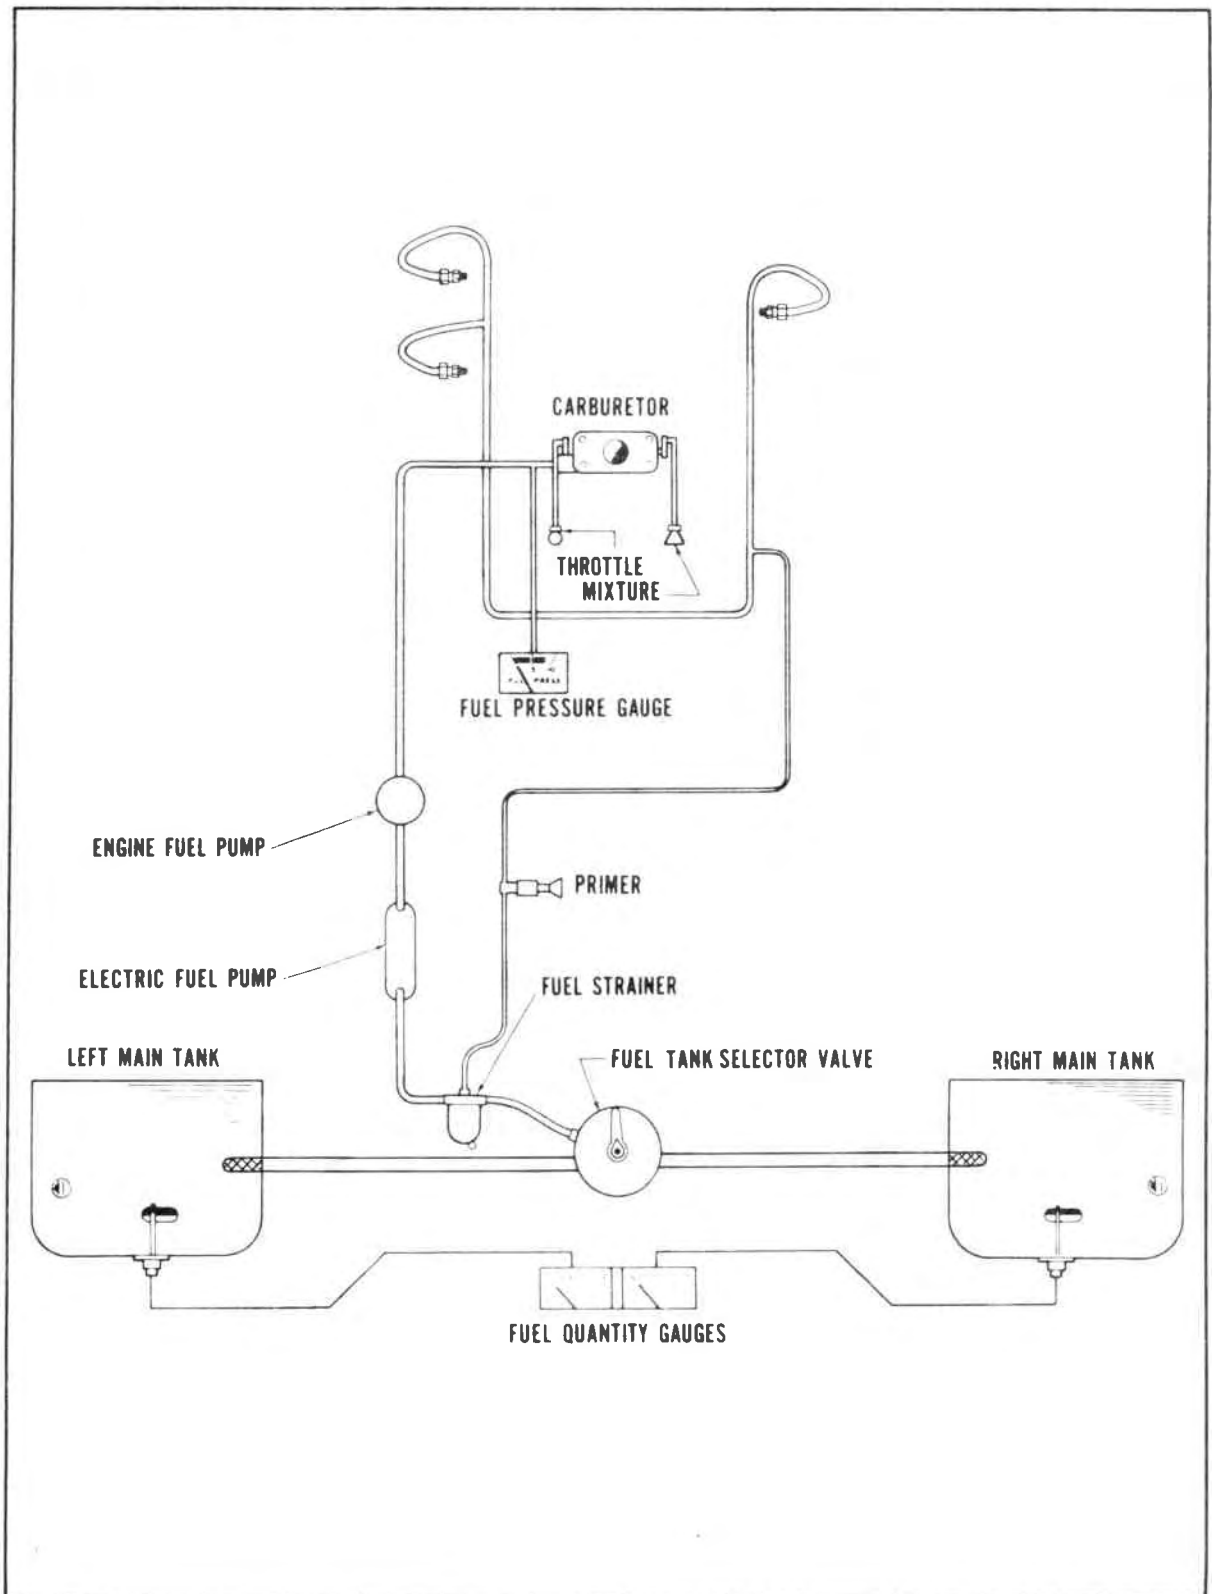 CARBURETOR
THROTTLE
MIXTURE
FUEL PRESSURE GAUGE
ENGINE FUEL PUMP
PRIMER
ELECTRIC FUEL PUMP
FUEL STRAINER
LEFT MAIN TANK
FUEL TANK SELECTOR VALVE
RIGHT MAIN TANK
FUEL QUANTITY GAUGES